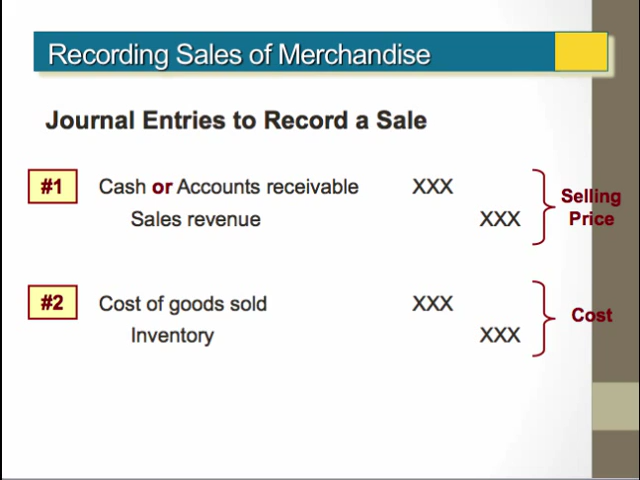 Recording Sales of Merchandise
Journal Entries to Record a Sale
#1 Cash or Accounts receivable XXX
Sales revenue XXX
Selling
Price
#2 Cost of goods sold XXX
Inventory XXX
Cost